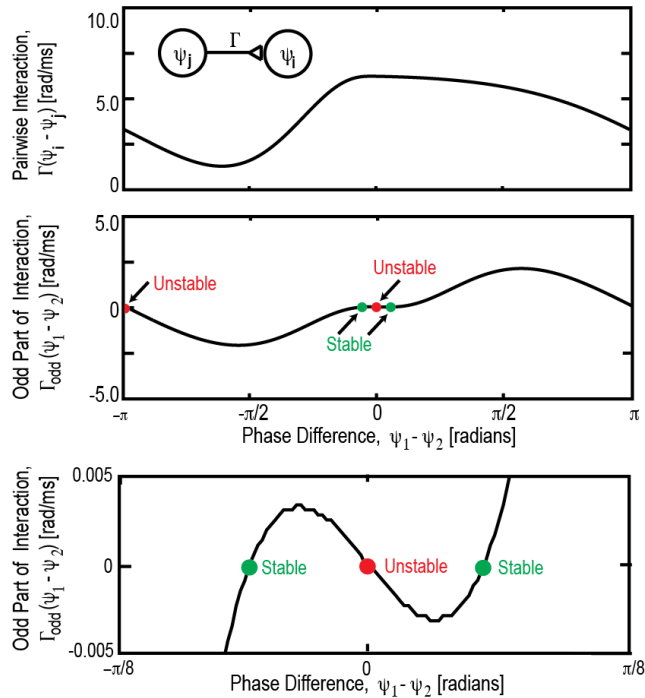 Pairwise Interaction,
Γ(ψi - ψj) [rad/ms]
10.0
5.0
0
ψj
Γ
ψi
Odd Part of Interaction,
Γodd (ψ1 - ψ2) [rad/ms]
5.0
0
-5.0
Unstable
Unstable
Stable
−π
-π/2
0
π/2
π
Phase Difference, ψ1 - ψ2 [radians]
Odd Part of Interaction,
Γodd (ψ1 - ψ2) [rad/ms]
0.005
0
-0.005
Stable
Unstable
Stable
−π/8
0
π/8
Phase Difference, ψ1 - ψ2 [radians]